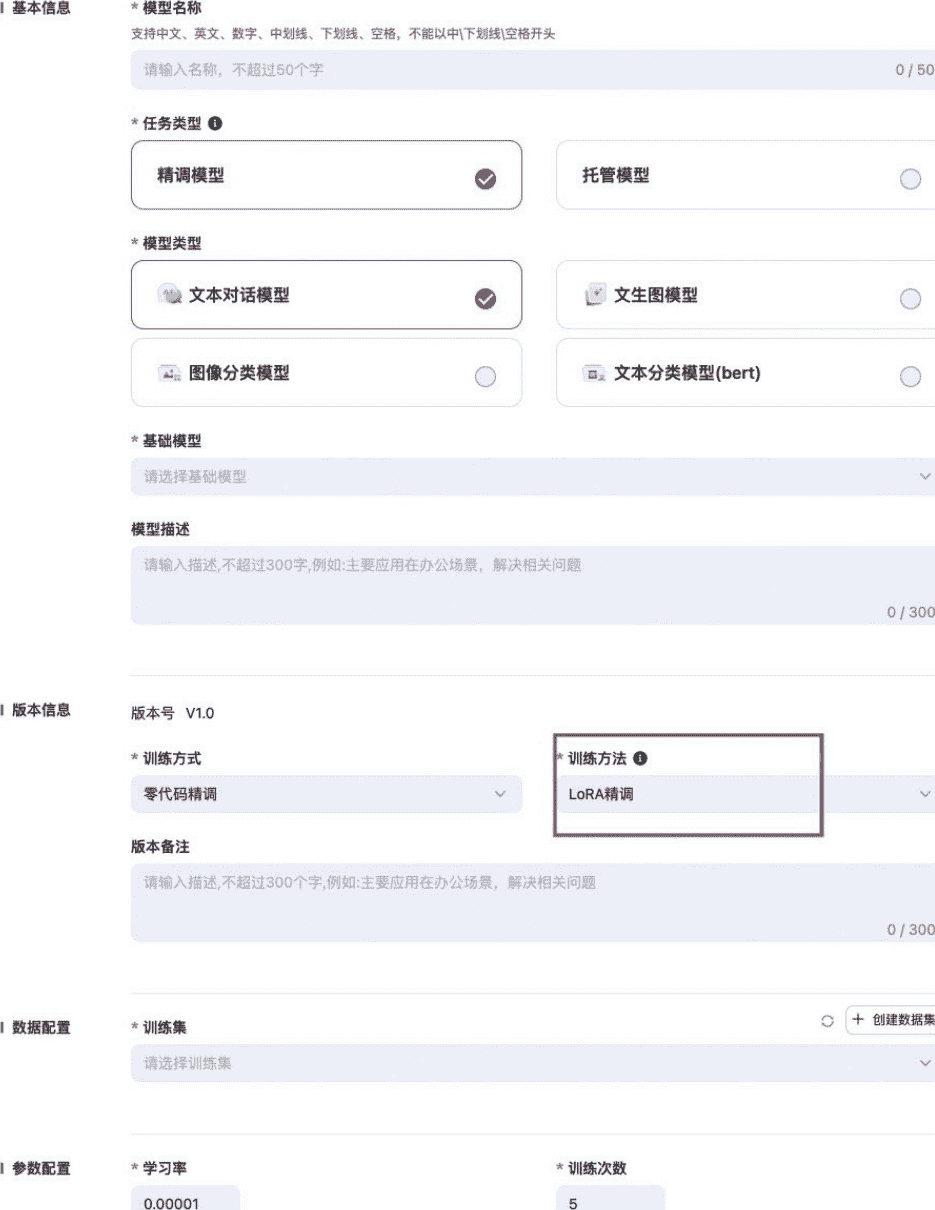 基本信息
* 模型名称
支持中文、英文、数字、中划线、下划线、空格，不能以中\下划线\空格开头
请输入名称，不超过50个字
0 / 50
* 任务类型
精调模型
托管模型
* 模型类型
文本对话模型
文生图模型
图像分类模型
文本分类模型(bert)
* 基础模型
请选择基础模型
模型描述
请输入描述,不超过300字,例如:主要应用在办公场景，解决相关问题
0 / 300
版本信息
版本号 V1.0
* 训练方式
* 训练方法
零代码精调
LoRA精调
版本备注
请输入描述,不超过300个字,例如:主要应用在办公场景，解决相关问题
0 / 300
数据配置
* 训练集
+ 创建数据集
请选择训练集
参数配置
* 学习率
* 训练次数
0.00001
5